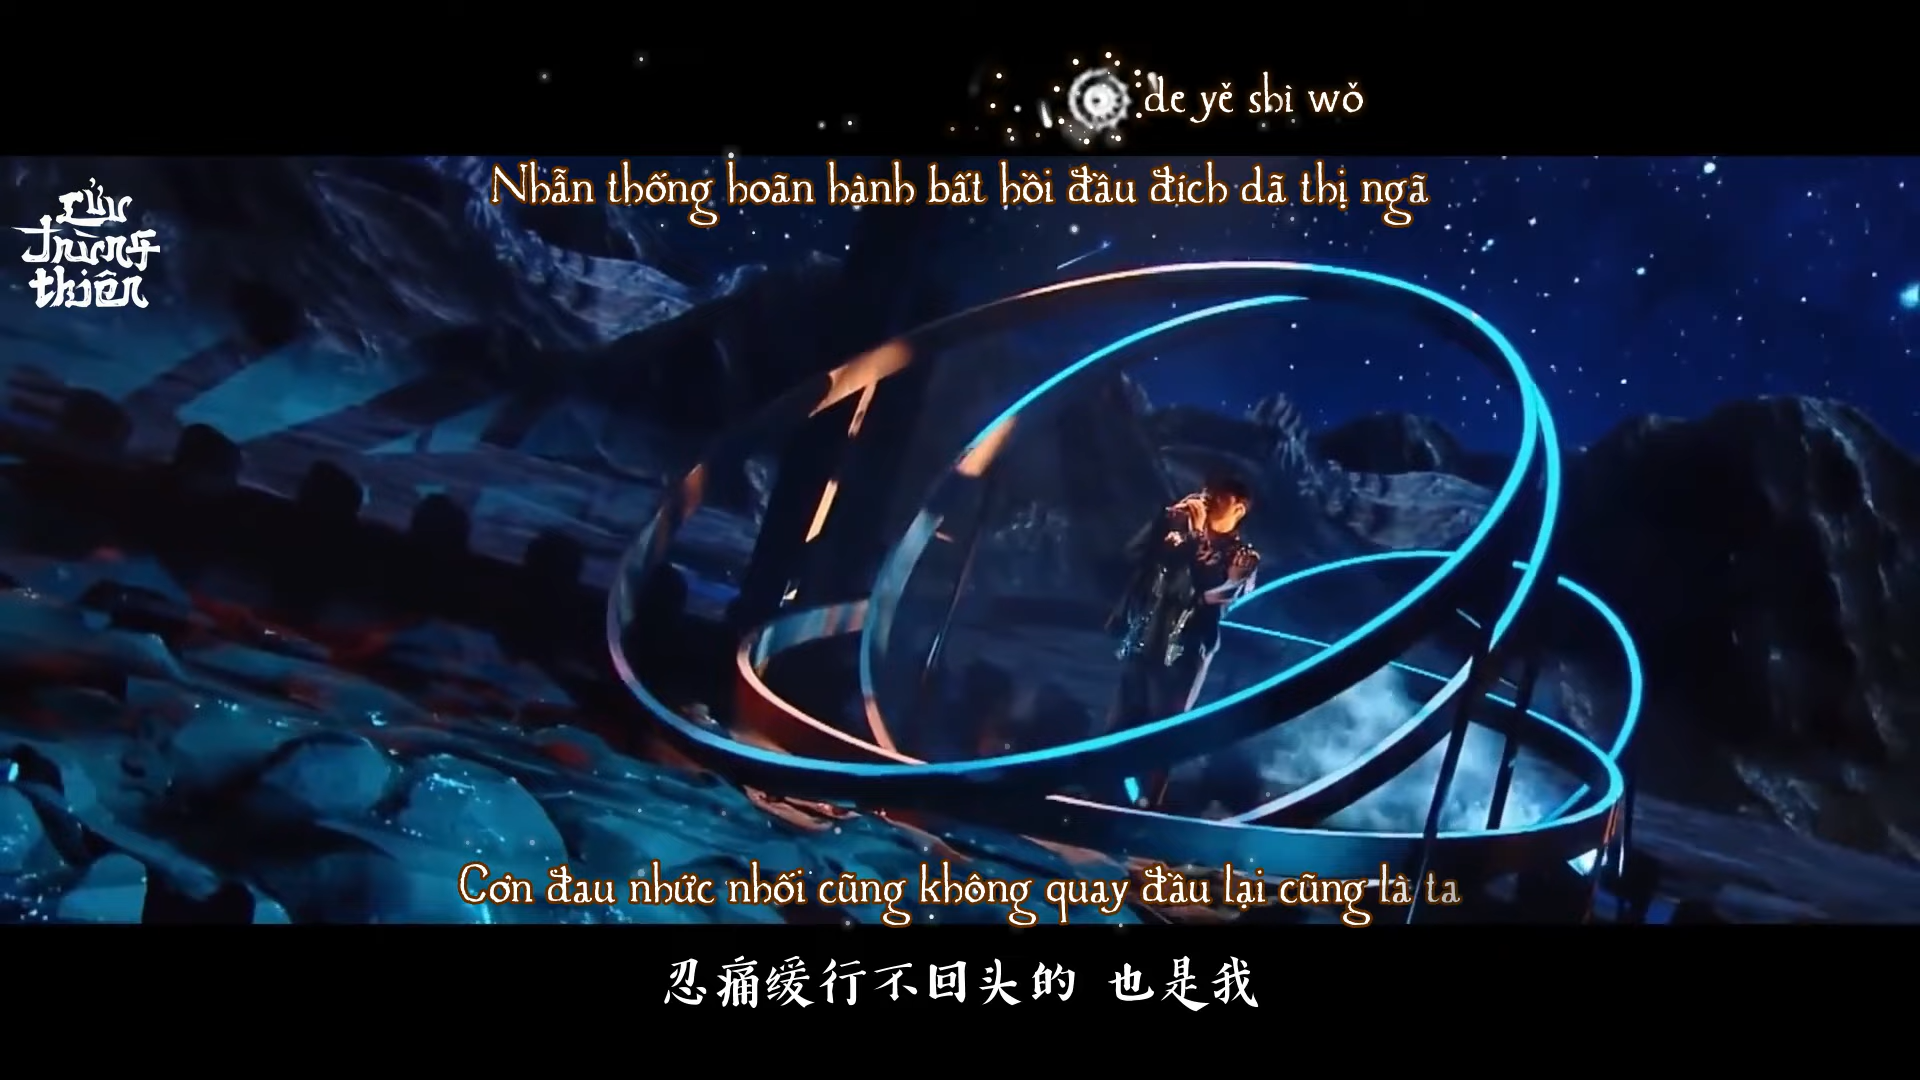 de yě shì wǒ
Nhẫn thống hoãn hành bất hồi đầu đích dã thị ngã
Cửu
trùng
thiên
Cơn đau nhức nhối cũng không quay đầu lại cũng là ta
忍痛缓行不回头的 也是我